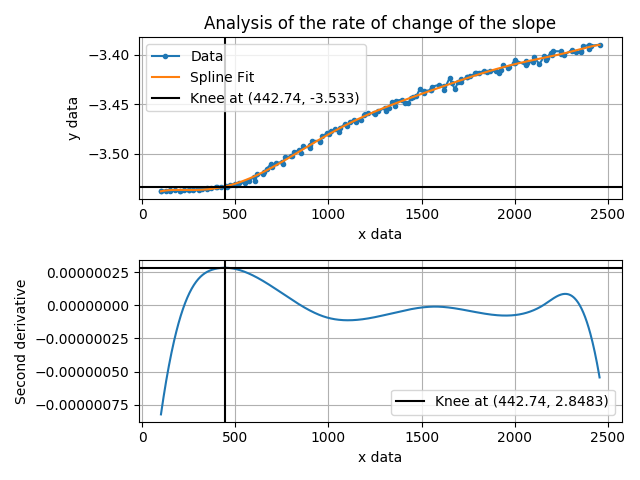 Analysis of the rate of change of the slope
Data
Spline Fit
Knee at (442.74, -3.533)
−3.40
−3.45
−3.50
y data
0 500 1000 1500 2000 2500
x data
0.00000025
0.00000000
−0.00000025
−0.00000050
−0.00000075
Second derivative
Knee at (442.74, 2.8483)
0 500 1000 1500 2000 2500
x data